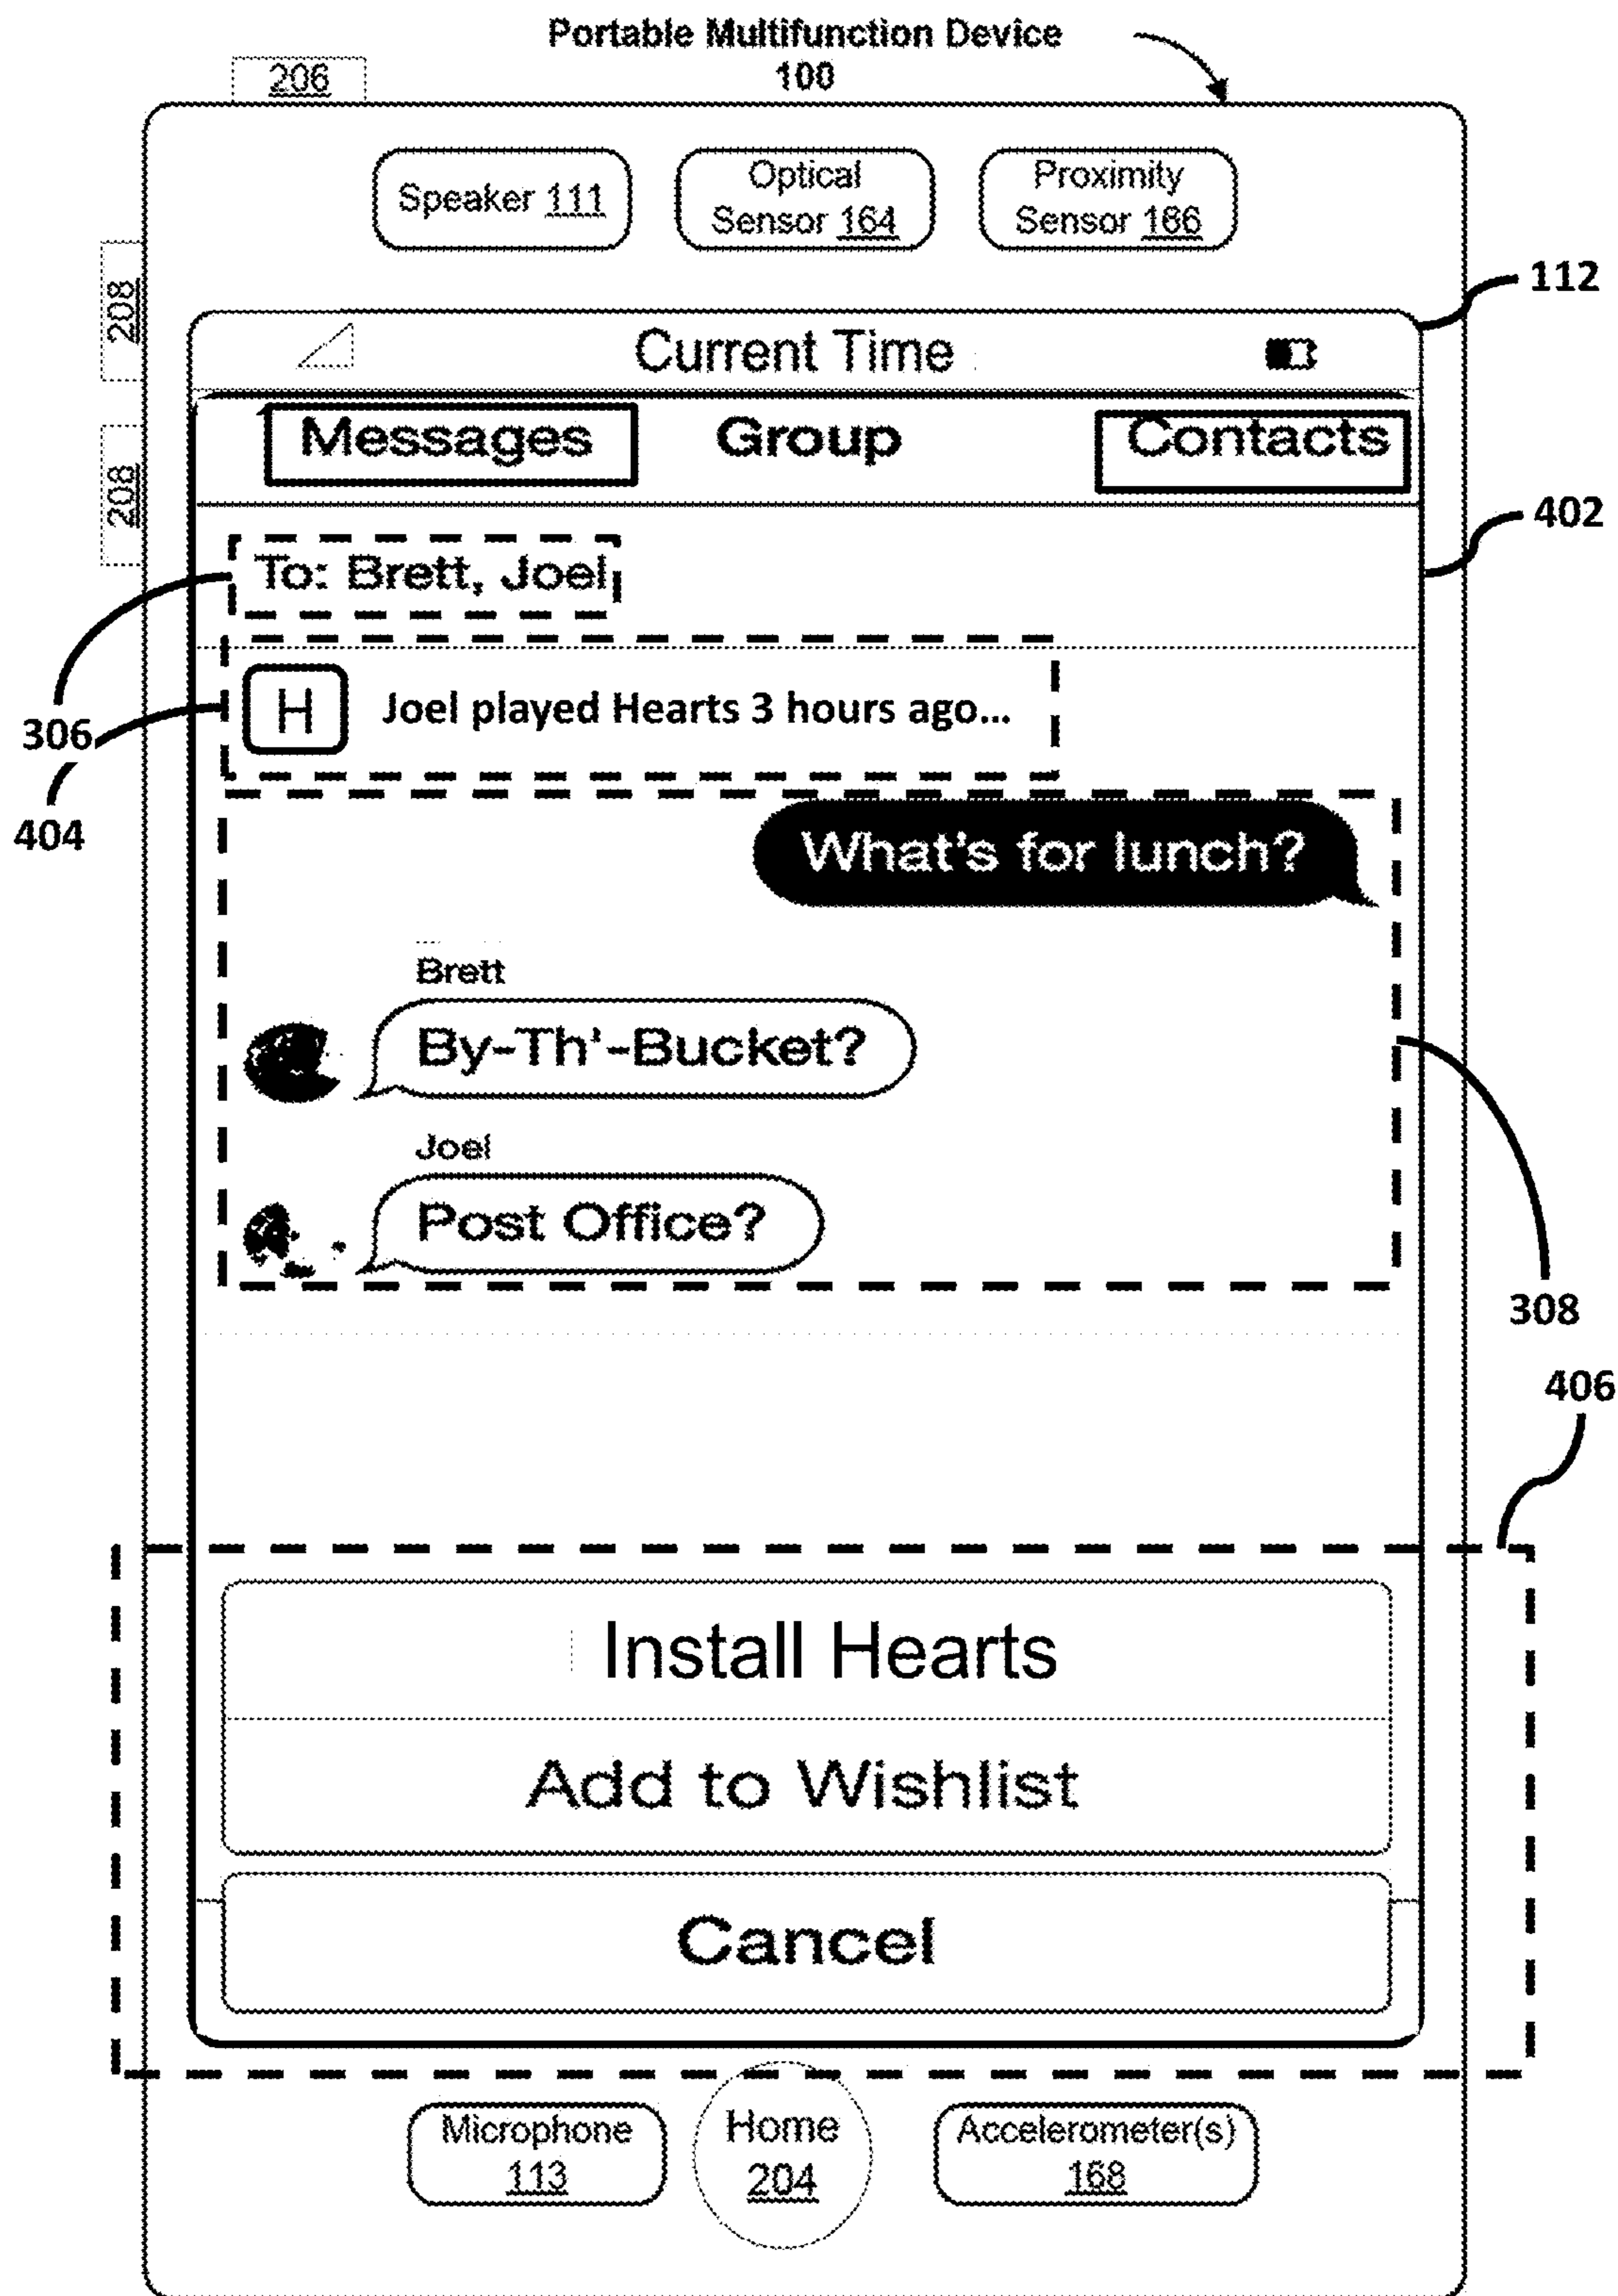 Portable Multifunction Device
100
206
Speaker 111
Optical
Sensor 164
Proximity
Sensor 166
112
208
Current Time
Messages
Group
Contacts
208
402
To: Brett, Joel
306
H
Joel played Hearts 3 hours ago...
404
What's for lunch?
Brett
By-Th'-Bucket?
Joel
Post Office?
308
406
Install Hearts
Add to Wishlist
Cancel
Microphone
113
Home
204
Accelerometer(s)
168